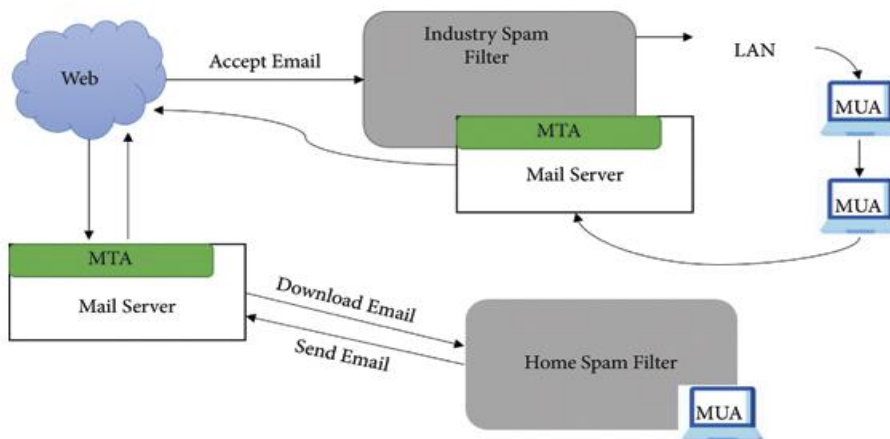 Web
Accept Email
Industry Spam
Filter
LAN
MUA
MTA
Mail Server
MUA
MTA
Mail Server
Download Email
Send Email
Home Spam Filter
MUA